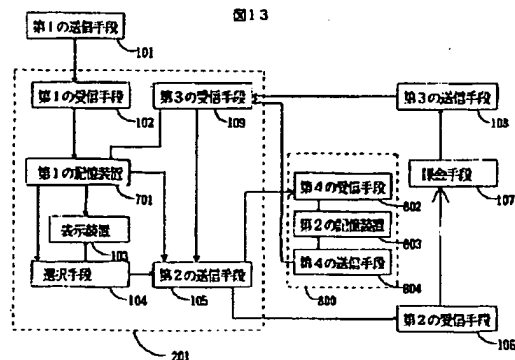 図13
第1の送信手段
101
第1の受信手段
102
第3の受信手段
109
第3の送信手段
108
第1の記憶装置
701
第4の受信手段
802
課金手段
107
表示装置
103
第2の記憶装置
803
選択手段
104
第2の送信手段
105
第4の送信手段
804
800
第2の受信手段
106
201